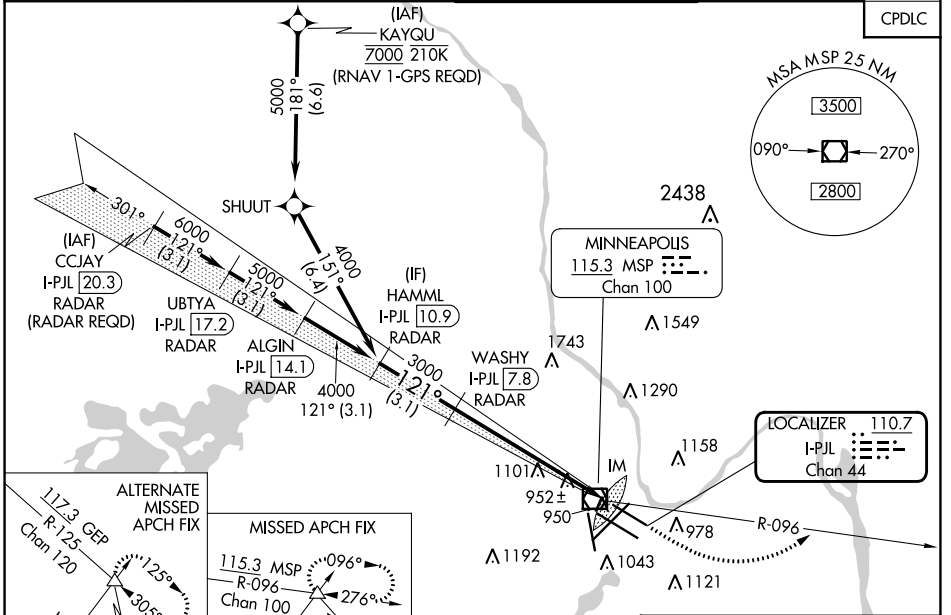 CPDLC
(IAF)
KAYQU
7000 210K
(RNAV 1-GPS REQD)
5000
181°
(6.6)
MSA MSP 25 NM
3500
090°
270°
2800
SHUUT
4000
151°
(6.4)
2438
301°
6000
121°
(3.1)
(IAF)
CCJAY
I-PJL 20.3
RADAR
(RADAR REQD)
5000
121°
(3.1)
UBTYA
I-PJL 17.2
RADAR
ALGIN
I-PJL 14.1
RADAR
4000
121° (3.1)
(IF)
HAMML
I-PJL 10.9
RADAR
3000
121°
(3.1)
WASHY
I-PJL 7.8
RADAR
MINNEAPOLIS
115.3 MSP
Chan 100
1549
1743
1290
1158
LOCALIZER 110.7
I-PJL
Chan 44
1101
IM
952±
950
978
R-096
1192
1043
1121
ALTERNATE
MISSED
APCH FIX
117.3 GEP
R-125
Chan 120
125°
305°
MISSED APCH FIX
115.3 MSP
R-096
Chan 100
096°
276°